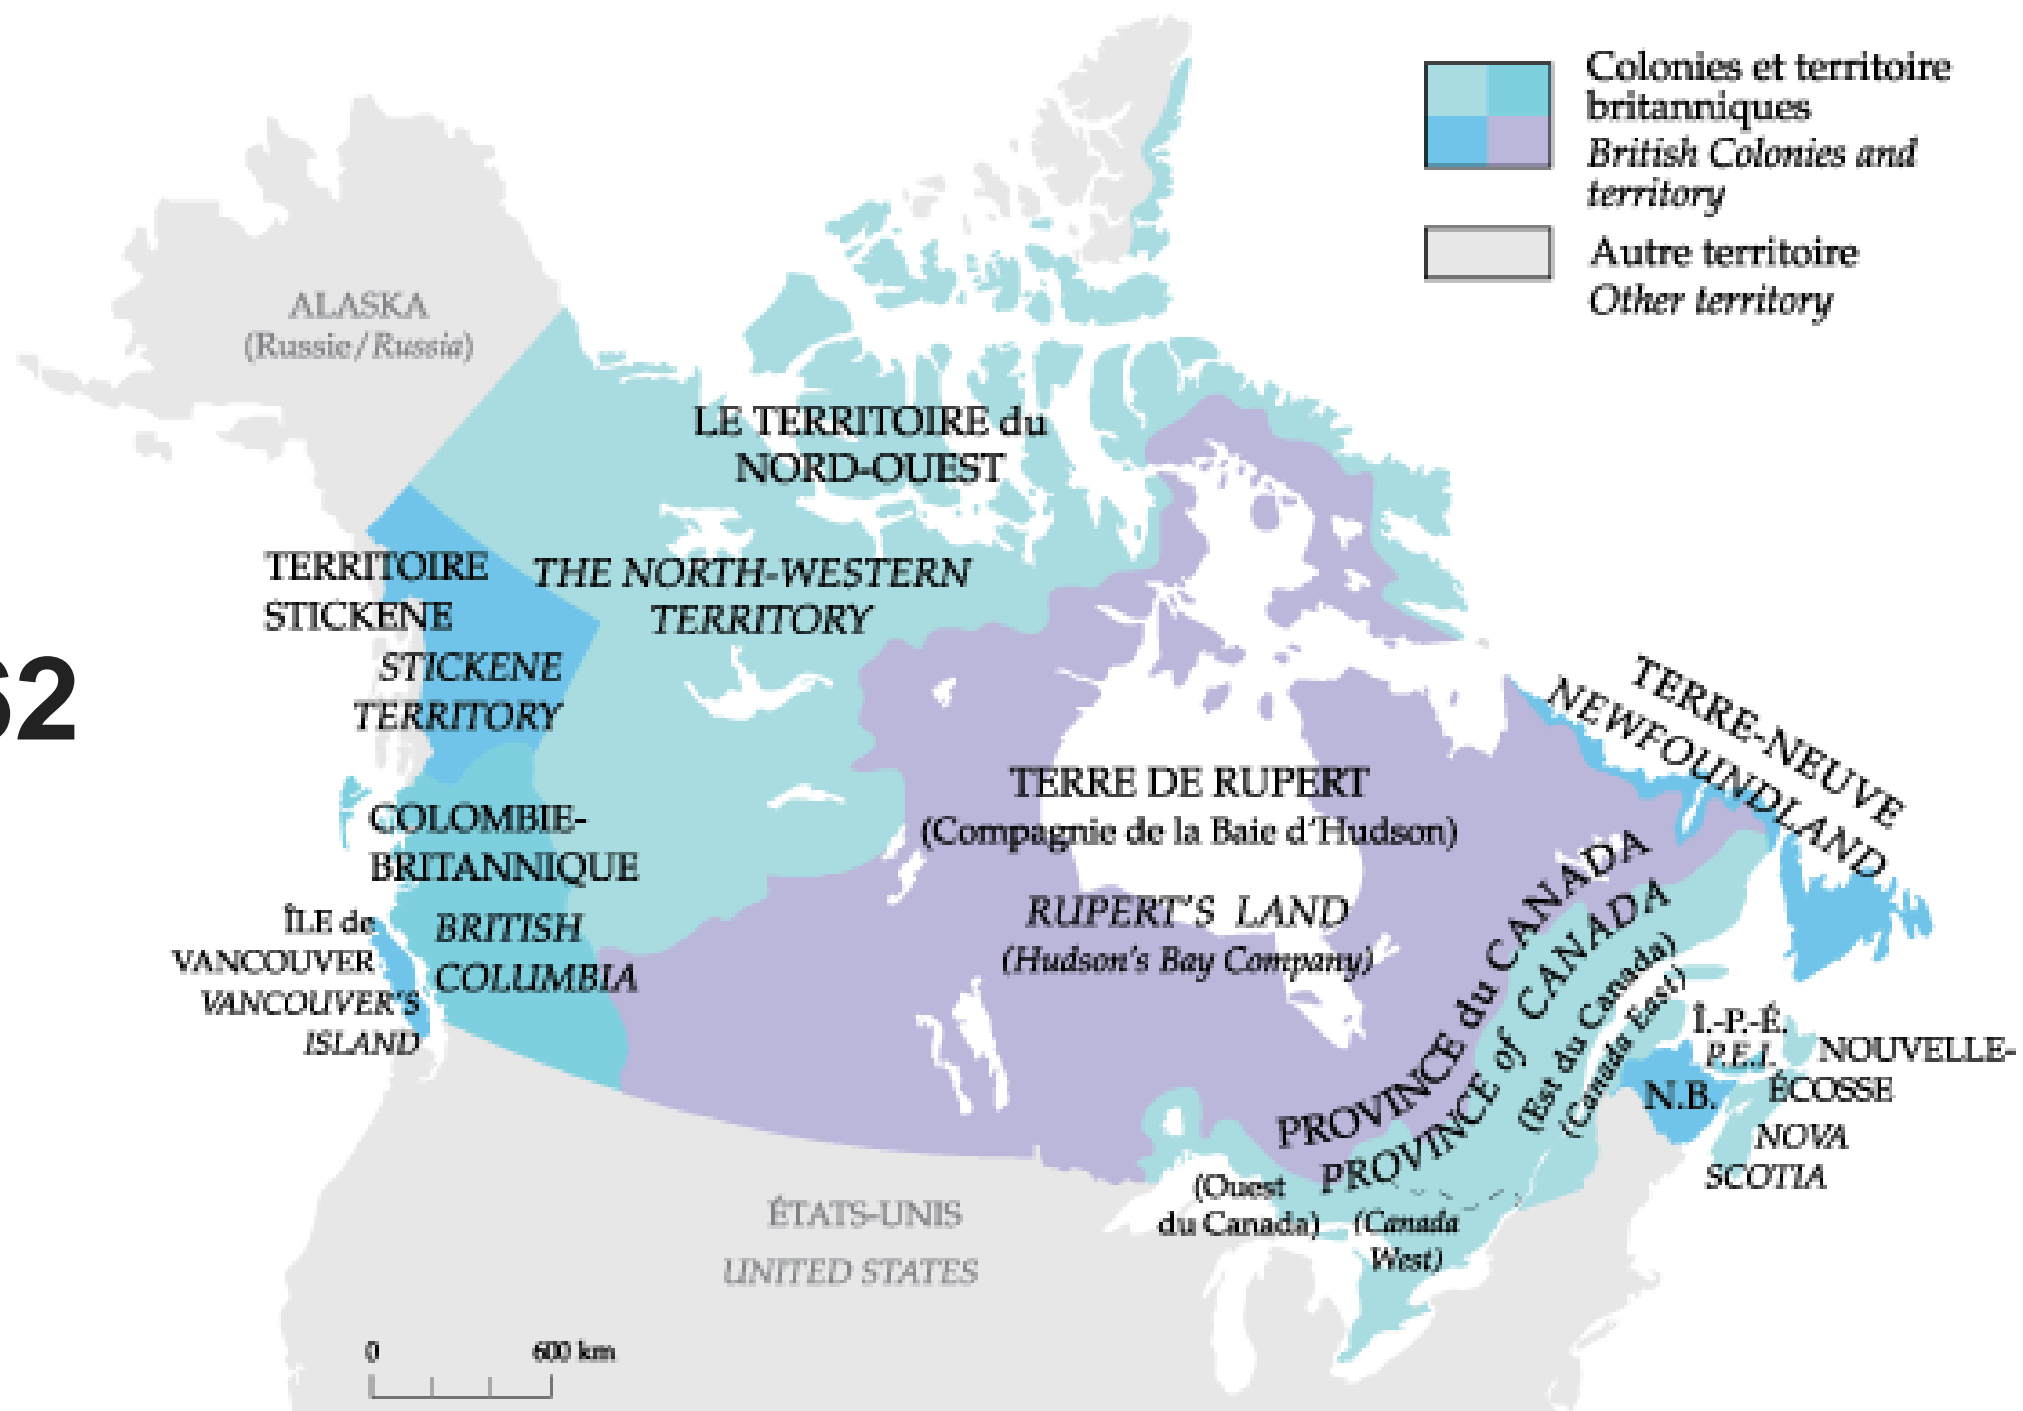 Colonies et territoire
britanniques
British Colonies and
territory
Autre territoire
Other territory
ALASKA
(Russie/Russia)
LE TERRITOIRE du
NORD-OUEST
THE NORTH-WESTERN
TERRITORY
TERRITOIRE
STICKENE
STICKENE
TERRITORY
62
COLOMBIE-
BRITANNIQUE
BRITISH
COLUMBIA
ÎLE de
VANCOUVER
VANCOUVER'S
ISLAND
TERRE DE RUPERT
(Compagnie de la Baie d'Hudson)
RUPERT'S LAND
(Hudson's Bay Company)
TERRE-NEUVE
NEWFOUNDLAND
PROVINCE du CANADA
PROVINCE of CANADA
(Est du Canada)
(Canada East)
(Ouest
du Canada)
(Canada
West)
Î.-P.-É.
P.E.I.
N.B.
NOUVELLE-
ÉCOSSE
NOVA
SCOTIA
ÉTATS-UNIS
UNITED STATES
0 600 km